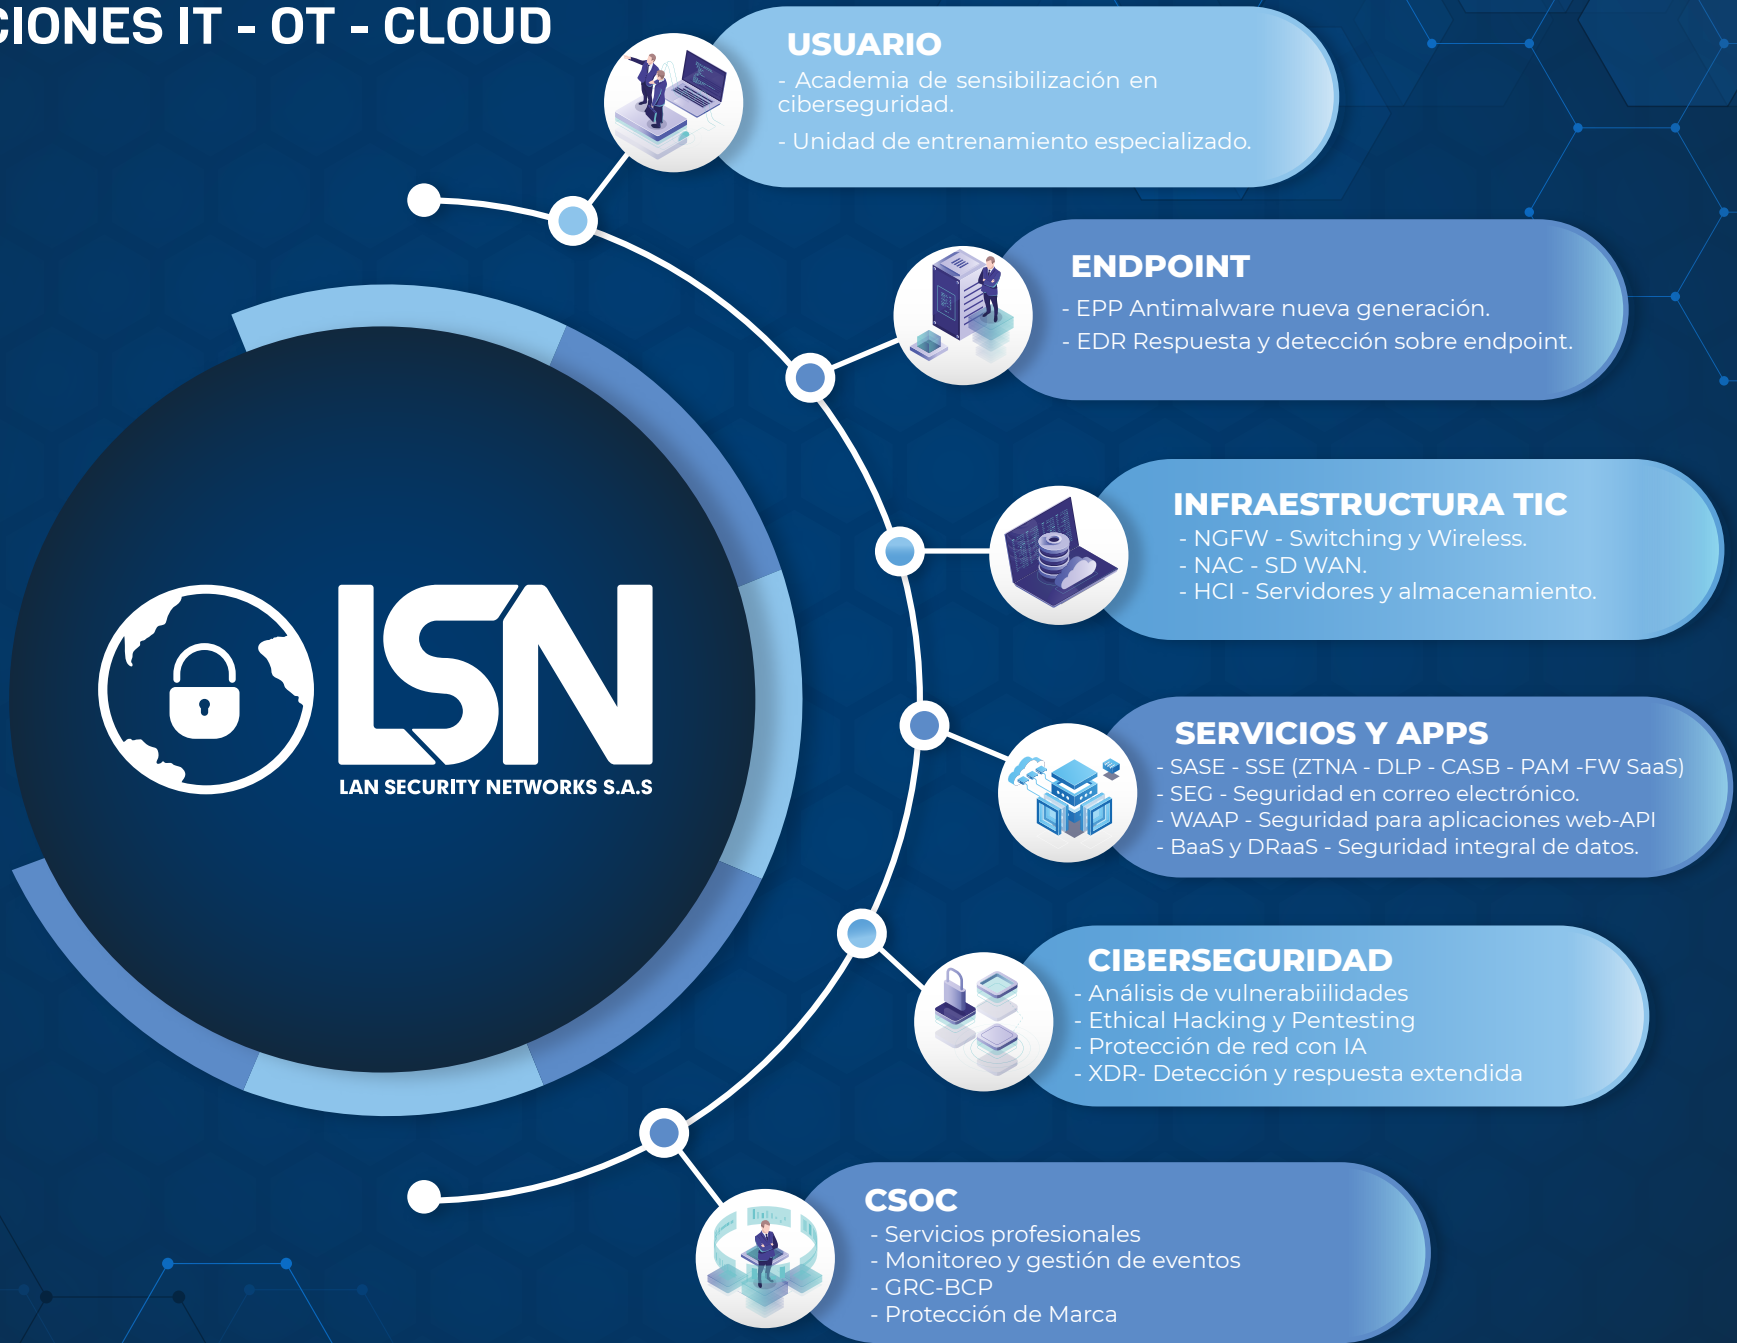 CIONES IT - OT - CLOUD
USUARIO
- Academia de sensibilización en
ciberseguridad.
- Unidad de entrenamiento especializado.
ENDPOINT
- EPP Antimalware nueva generación.
- EDR Respuesta y detección sobre endpoint.
INFRAESTRUCTURA TIC
- NGFW - Switching y Wireless.
- NAC - SD WAN.
- HCI - Servidores y almacenamiento.
LSN
LAN SECURITY NETWORKS S.A.S
SERVICIOS Y APPS
- SASE - SSE (ZTNA - DLP - CASB - PAM -FW SaaS)
- SEG - Seguridad en correo electrónico.
- WAAP - Seguridad para aplicaciones web-API
- BaaS y DRaaS - Seguridad integral de datos.
CIBERSEGURIDAD
- Análisis de vulnerabiilidades
- Ethical Hacking y Pentesting
- Protección de red con IA
- XDR- Detección y respuesta extendida
CSOC
- Servicios profesionales
- Monitoreo y gestión de eventos
- GRC-BCP
- Protección de Marca